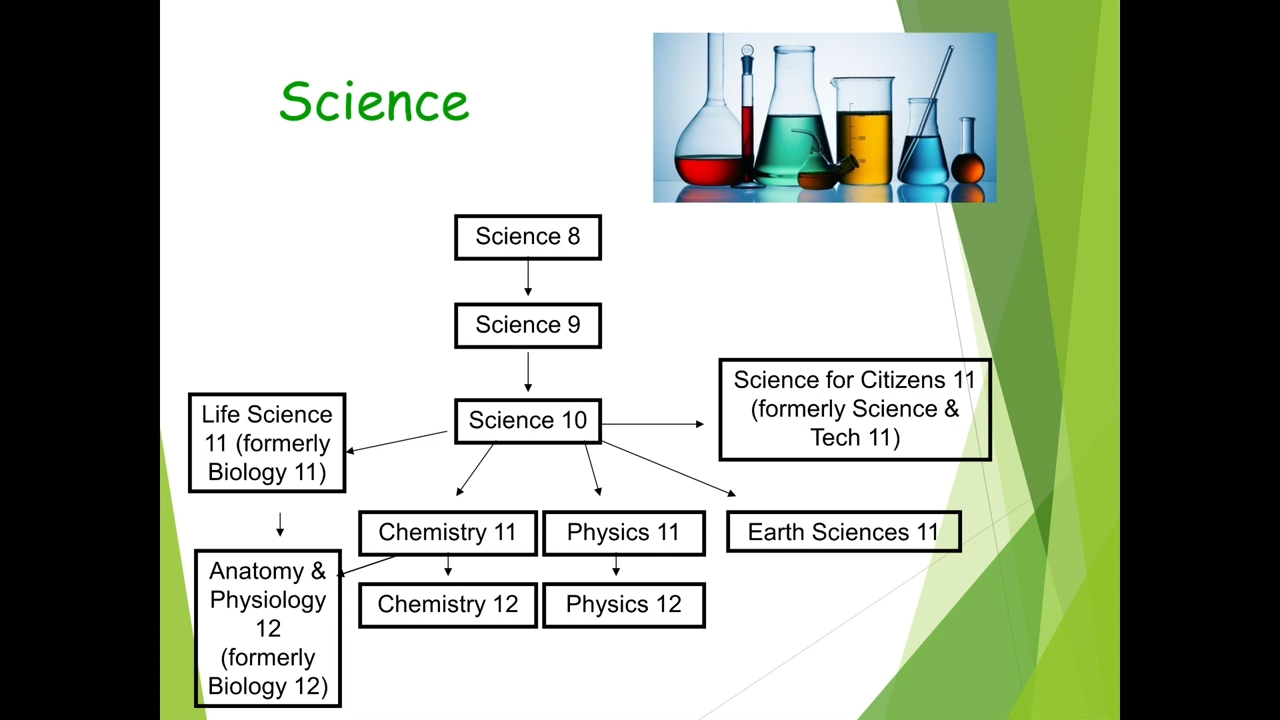 Science
Science 8
Science 9
Science 10
Science for Citizens 11
(formerly Science &
Tech 11)
Life Science
11 (formerly
Biology 11)
Chemistry 11
Physics 11
Earth Sciences 11
Anatomy &
Physiology
12
(formerly
Biology 12)
Chemistry 12
Physics 12